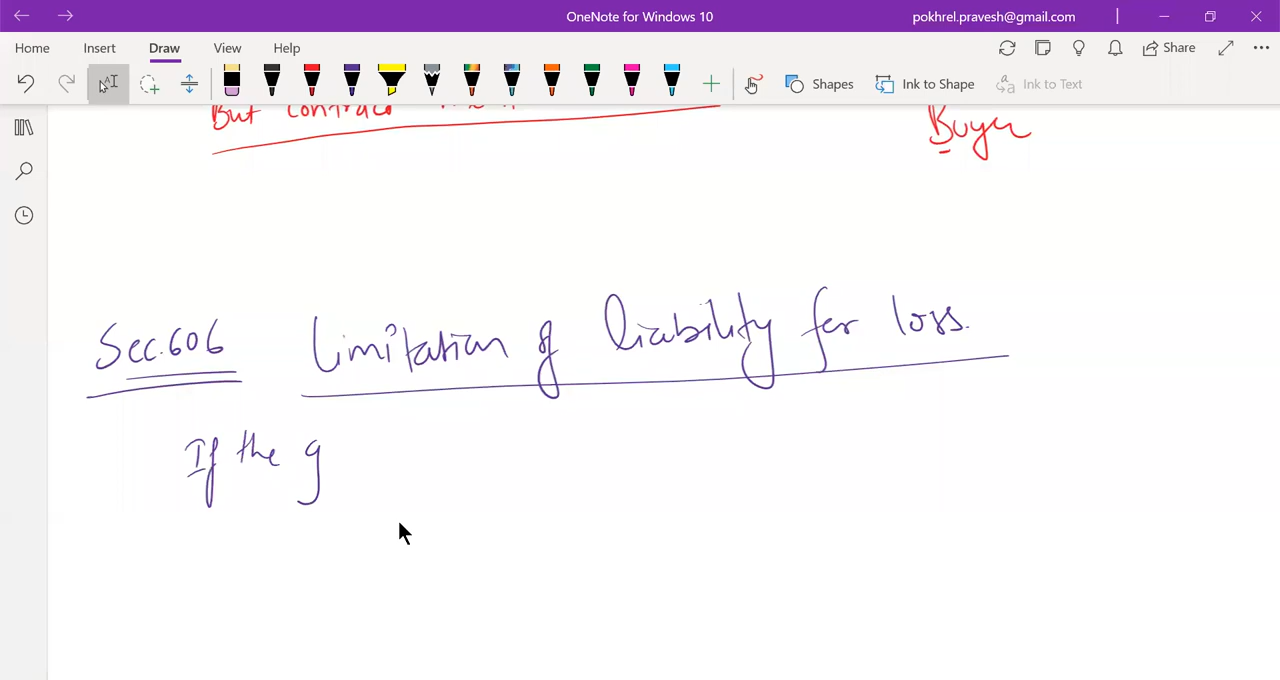 OneNote for Windows 10
pokhrel.pravesh@gmail.com
Home Insert Draw View Help
Share
Shapes Ink to Shape Ink to Text
But contract
Buyer
Sec.606 Limitation of liability for loss.
If the g